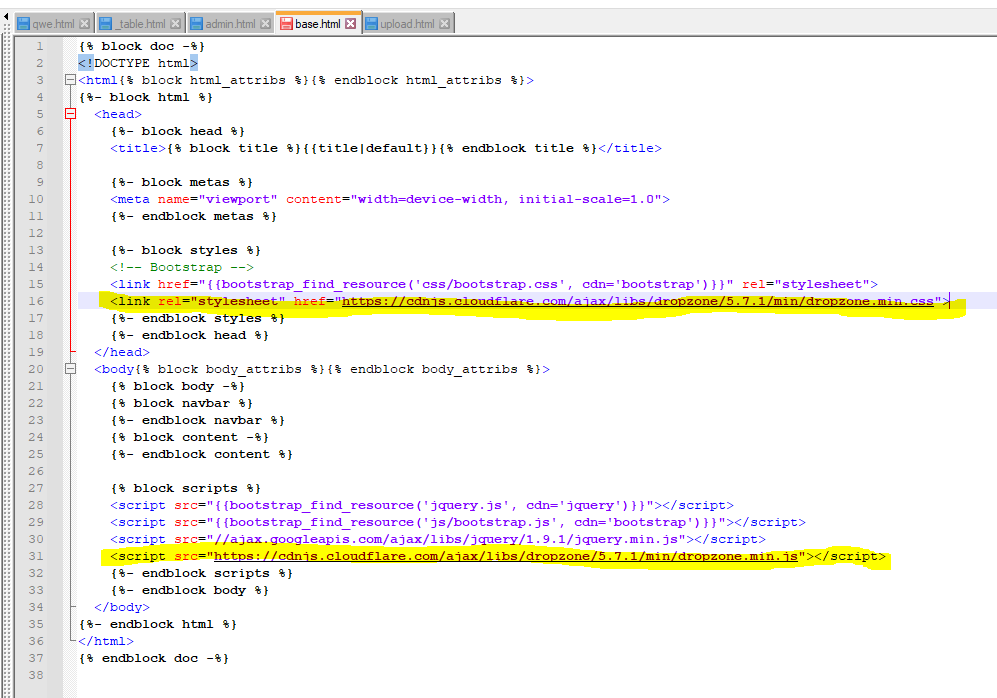 qwe.html _table.html admin.html base.html upload.html
1 {% block doc -%}
2 <!DOCTYPE html>
3 <html{% block html_attribs %}{% endblock html_attribs %}>
4 {%- block html %}
5 <head>
6 {%- block head %}
7 <title>{% block title %}{{title|default}}{% endblock title %}</title>
8
9 {%- block metas %}
10 <meta name="viewport" content="width=device-width, initial-scale=1.0">
11 {%- endblock metas %}
12
13 {%- block styles %}
14 <!-- Bootstrap -->
15 <link href="{{bootstrap_find_resource('css/bootstrap.css', cdn='bootstrap')}}" rel="stylesheet">
16 <link rel="stylesheet" href="https://cdnjs.cloudflare.com/ajax/libs/dropzone/5.7.1/min/dropzone.min.css">
17 {%- endblock styles %}
18 {%- endblock head %}
19 </head>
20 <body{% block body_attribs %}{% endblock body_attribs %}>
21 {% block body -%}
22 {% block navbar %}
23 {%- endblock navbar %}
24 {% block content -%}
25 {%- endblock content %}
26
27 {% block scripts %}
28 <script src="{{bootstrap_find_resource('jquery.js', cdn='jquery')}}"></script>
29 <script src="{{bootstrap_find_resource('js/bootstrap.js', cdn='bootstrap')}}"></script>
30 <script src="//ajax.googleapis.com/ajax/libs/jquery/1.9.1/jquery.min.js"></script>
31 <script src="https://cdnjs.cloudflare.com/ajax/libs/dropzone/5.7.1/min/dropzone.min.js"></script>
32 {%- endblock scripts %}
33 {%- endblock body %}
34 </body>
35 {%- endblock html %}
36 </html>
37 {% endblock doc -%}
38